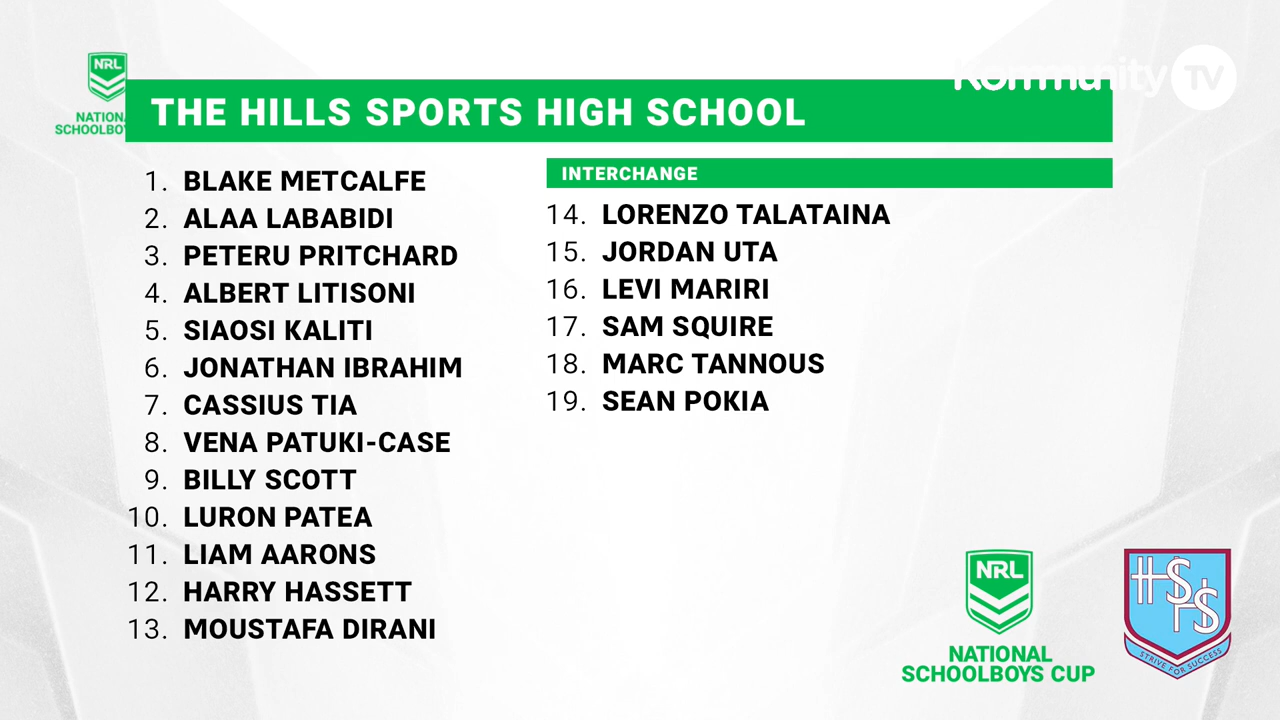 NRL
NATIONA
SCHOOLBOY
Kommunity TV
THE HILLS SPORTS HIGH SCHOOL
1. BLAKE METCALFE
2. ALAA LABABIDI
3. PETERU PRITCHARD
4. ALBERT LITISONI
5. SIAOSI KALITI
6. JONATHAN IBRAHIM
7. CASSIUS TIA
8. VENA PATUKI-CASE
9. BILLY SCOTT
10. LURON PATEA
11. LIAM AARONS
12. HARRY HASSETT
13. MOUSTAFA DIRANI
INTERCHANGE
14. LORENZO TALATAINA
15. JORDAN UTA
16. LEVI MARIRI
17. SAM SQUIRE
18. MARC TANNOUS
19. SEAN POKIA
NRL
NATIONAL
SCHOOLBOYS CUP
HSHS
STRIVE FOR SUCCESS